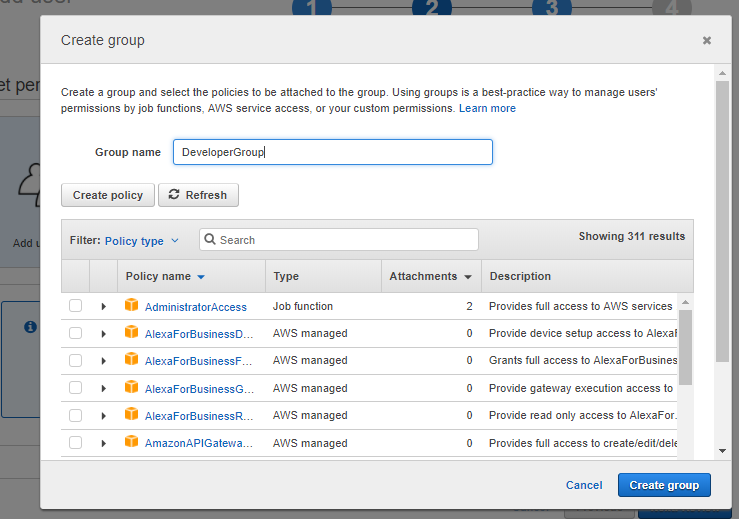 1 2 3 4
Create group
×
Create a group and select the policies to be attached to the group. Using groups is a best-practice way to manage users'
permissions by job functions, AWS service access, or your custom permissions. Learn more
Group name DeveloperGroup
Create policy Refresh
Filter: Policy type Search Showing 311 results
Policy name Type Attachments Description
AdministratorAccess Job function 2 Provides full access to AWS services
AlexaForBusinessD... AWS managed 0 Provide device setup access to AlexaF
AlexaForBusinessF... AWS managed 0 Grants full access to AlexaForBusines
AlexaForBusinessG... AWS managed 0 Provide gateway execution access to
AlexaForBusinessR... AWS managed 0 Provide read only access to AlexaFor...
AmazonAPIGatewa... AWS managed 0 Provides full access to create/edit/dele
Add u
Cancel Create group